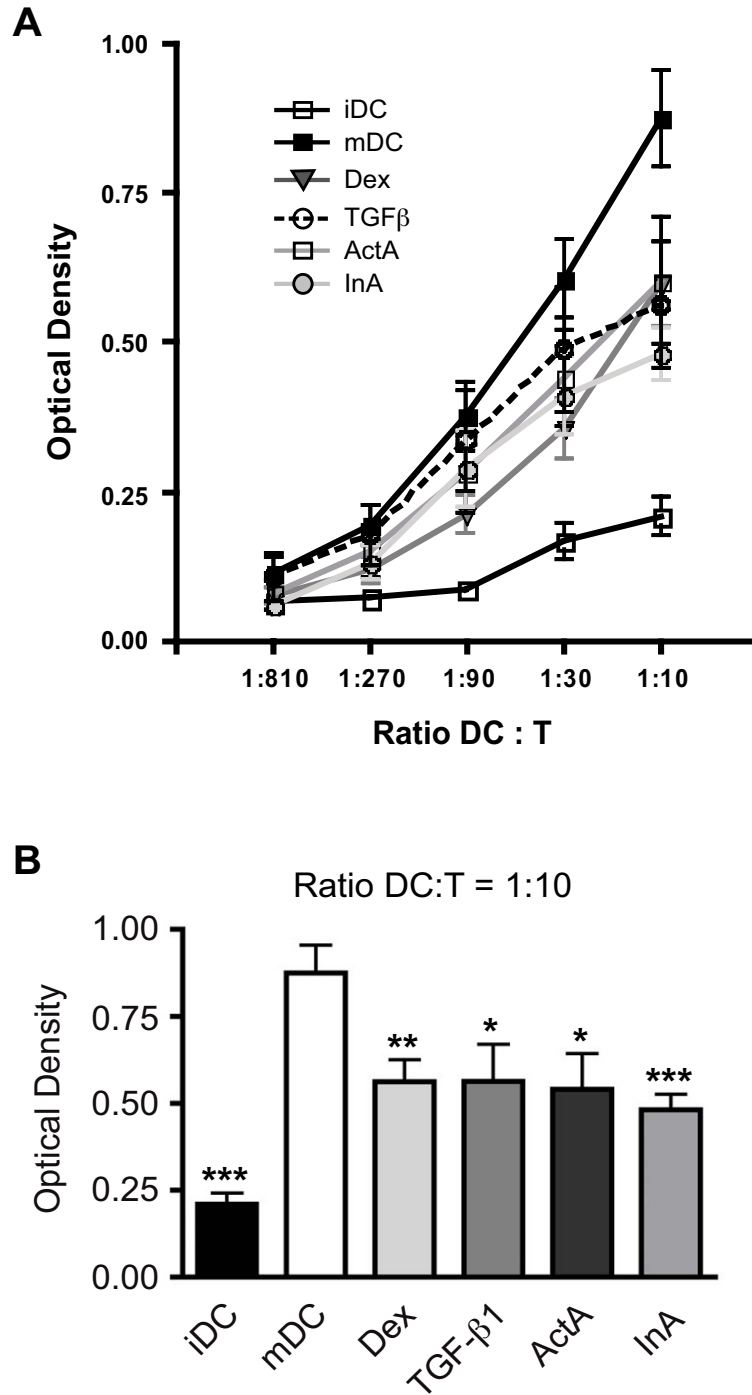 A
1.00
0.75
0.50
0.25
0.00
Optical Density
iDC
mDC
Dex
TGFβ
ActA
InA
1:810 1:270 1:90 1:30 1:10
Ratio DC : T
B
Ratio DC:T = 1:10
1.00
0.75
0.50
0.25
0.00
Optical Density
***
**
*
*
***
iDC mDC Dex TGF-β1 ActA InA